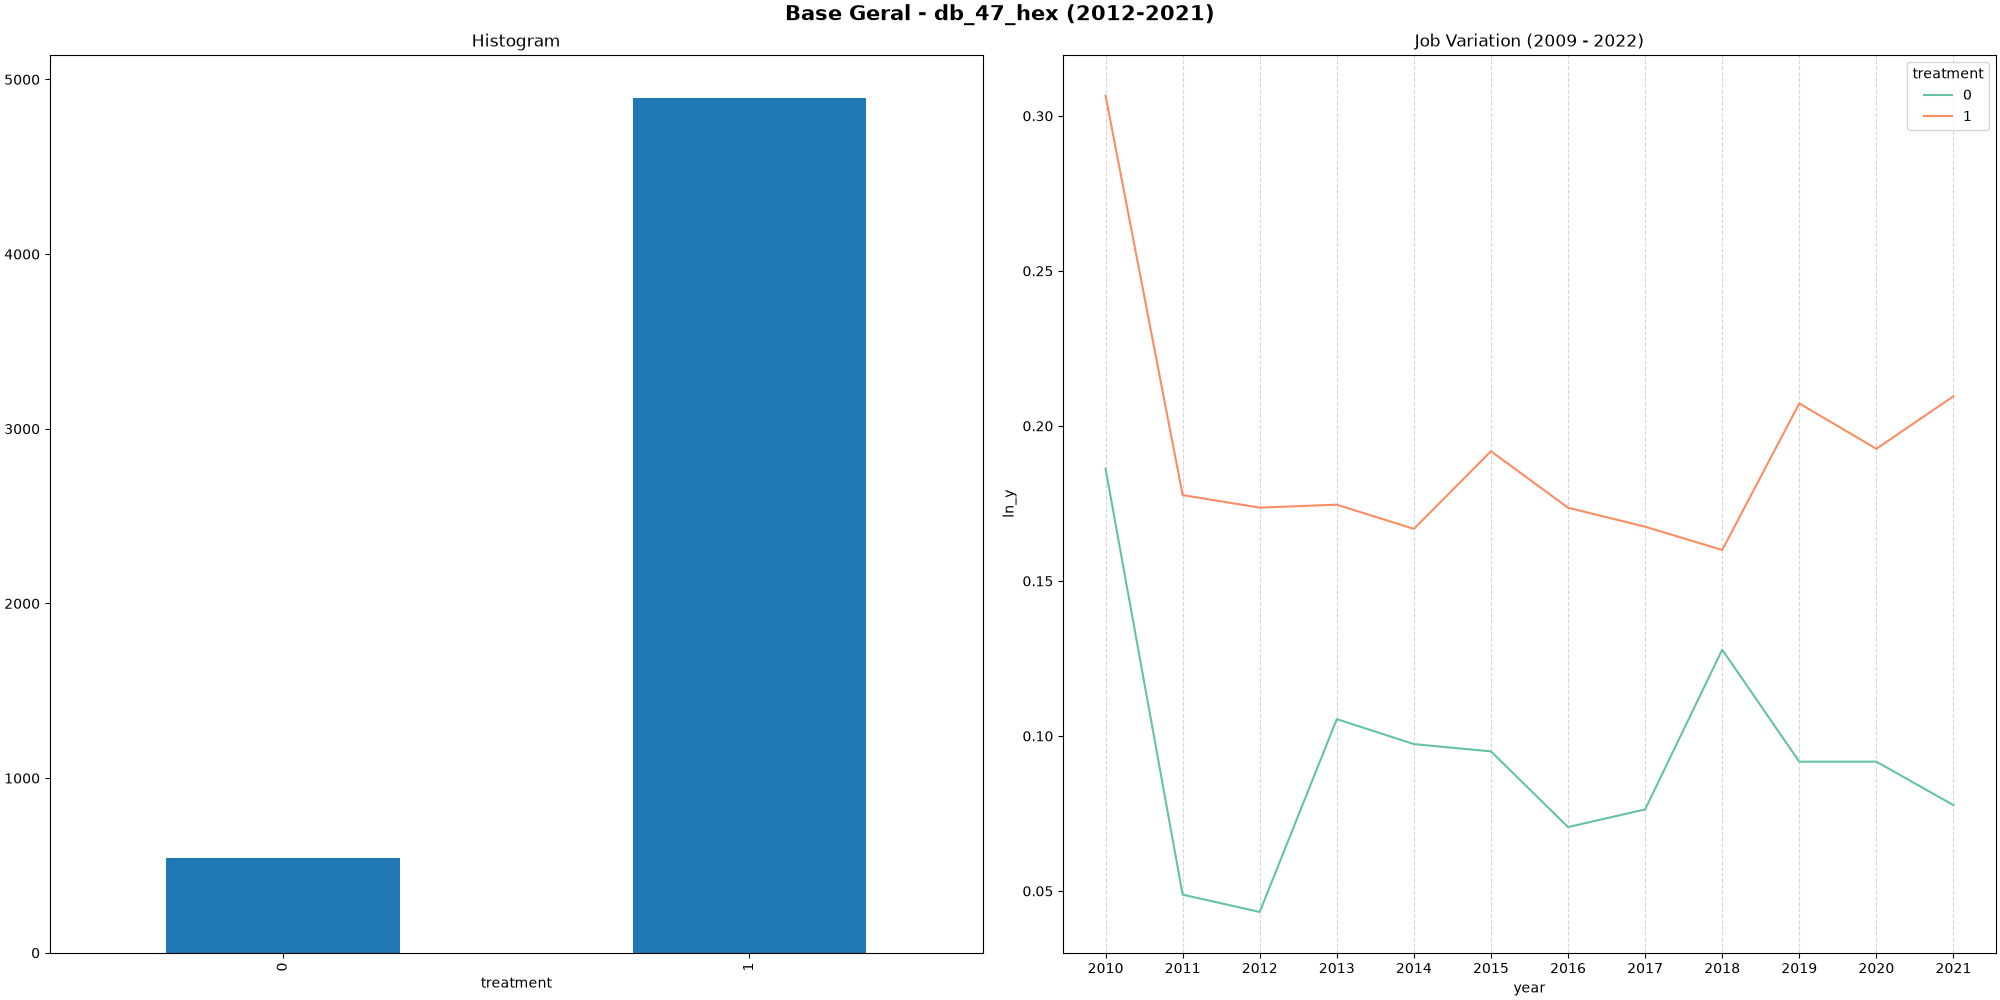 Base Geral - db_47_hex (2012-2021)
Histogram
5000
4000
3000
2000
1000
0
0
1
treatment
Job Variation (2009 - 2022)
treatment
0
1
0.30
0.25
0.20
0.15
0.10
0.05
ln_y
2010 2011 2012 2013 2014 2015 2016 2017 2018 2019 2020 2021
year